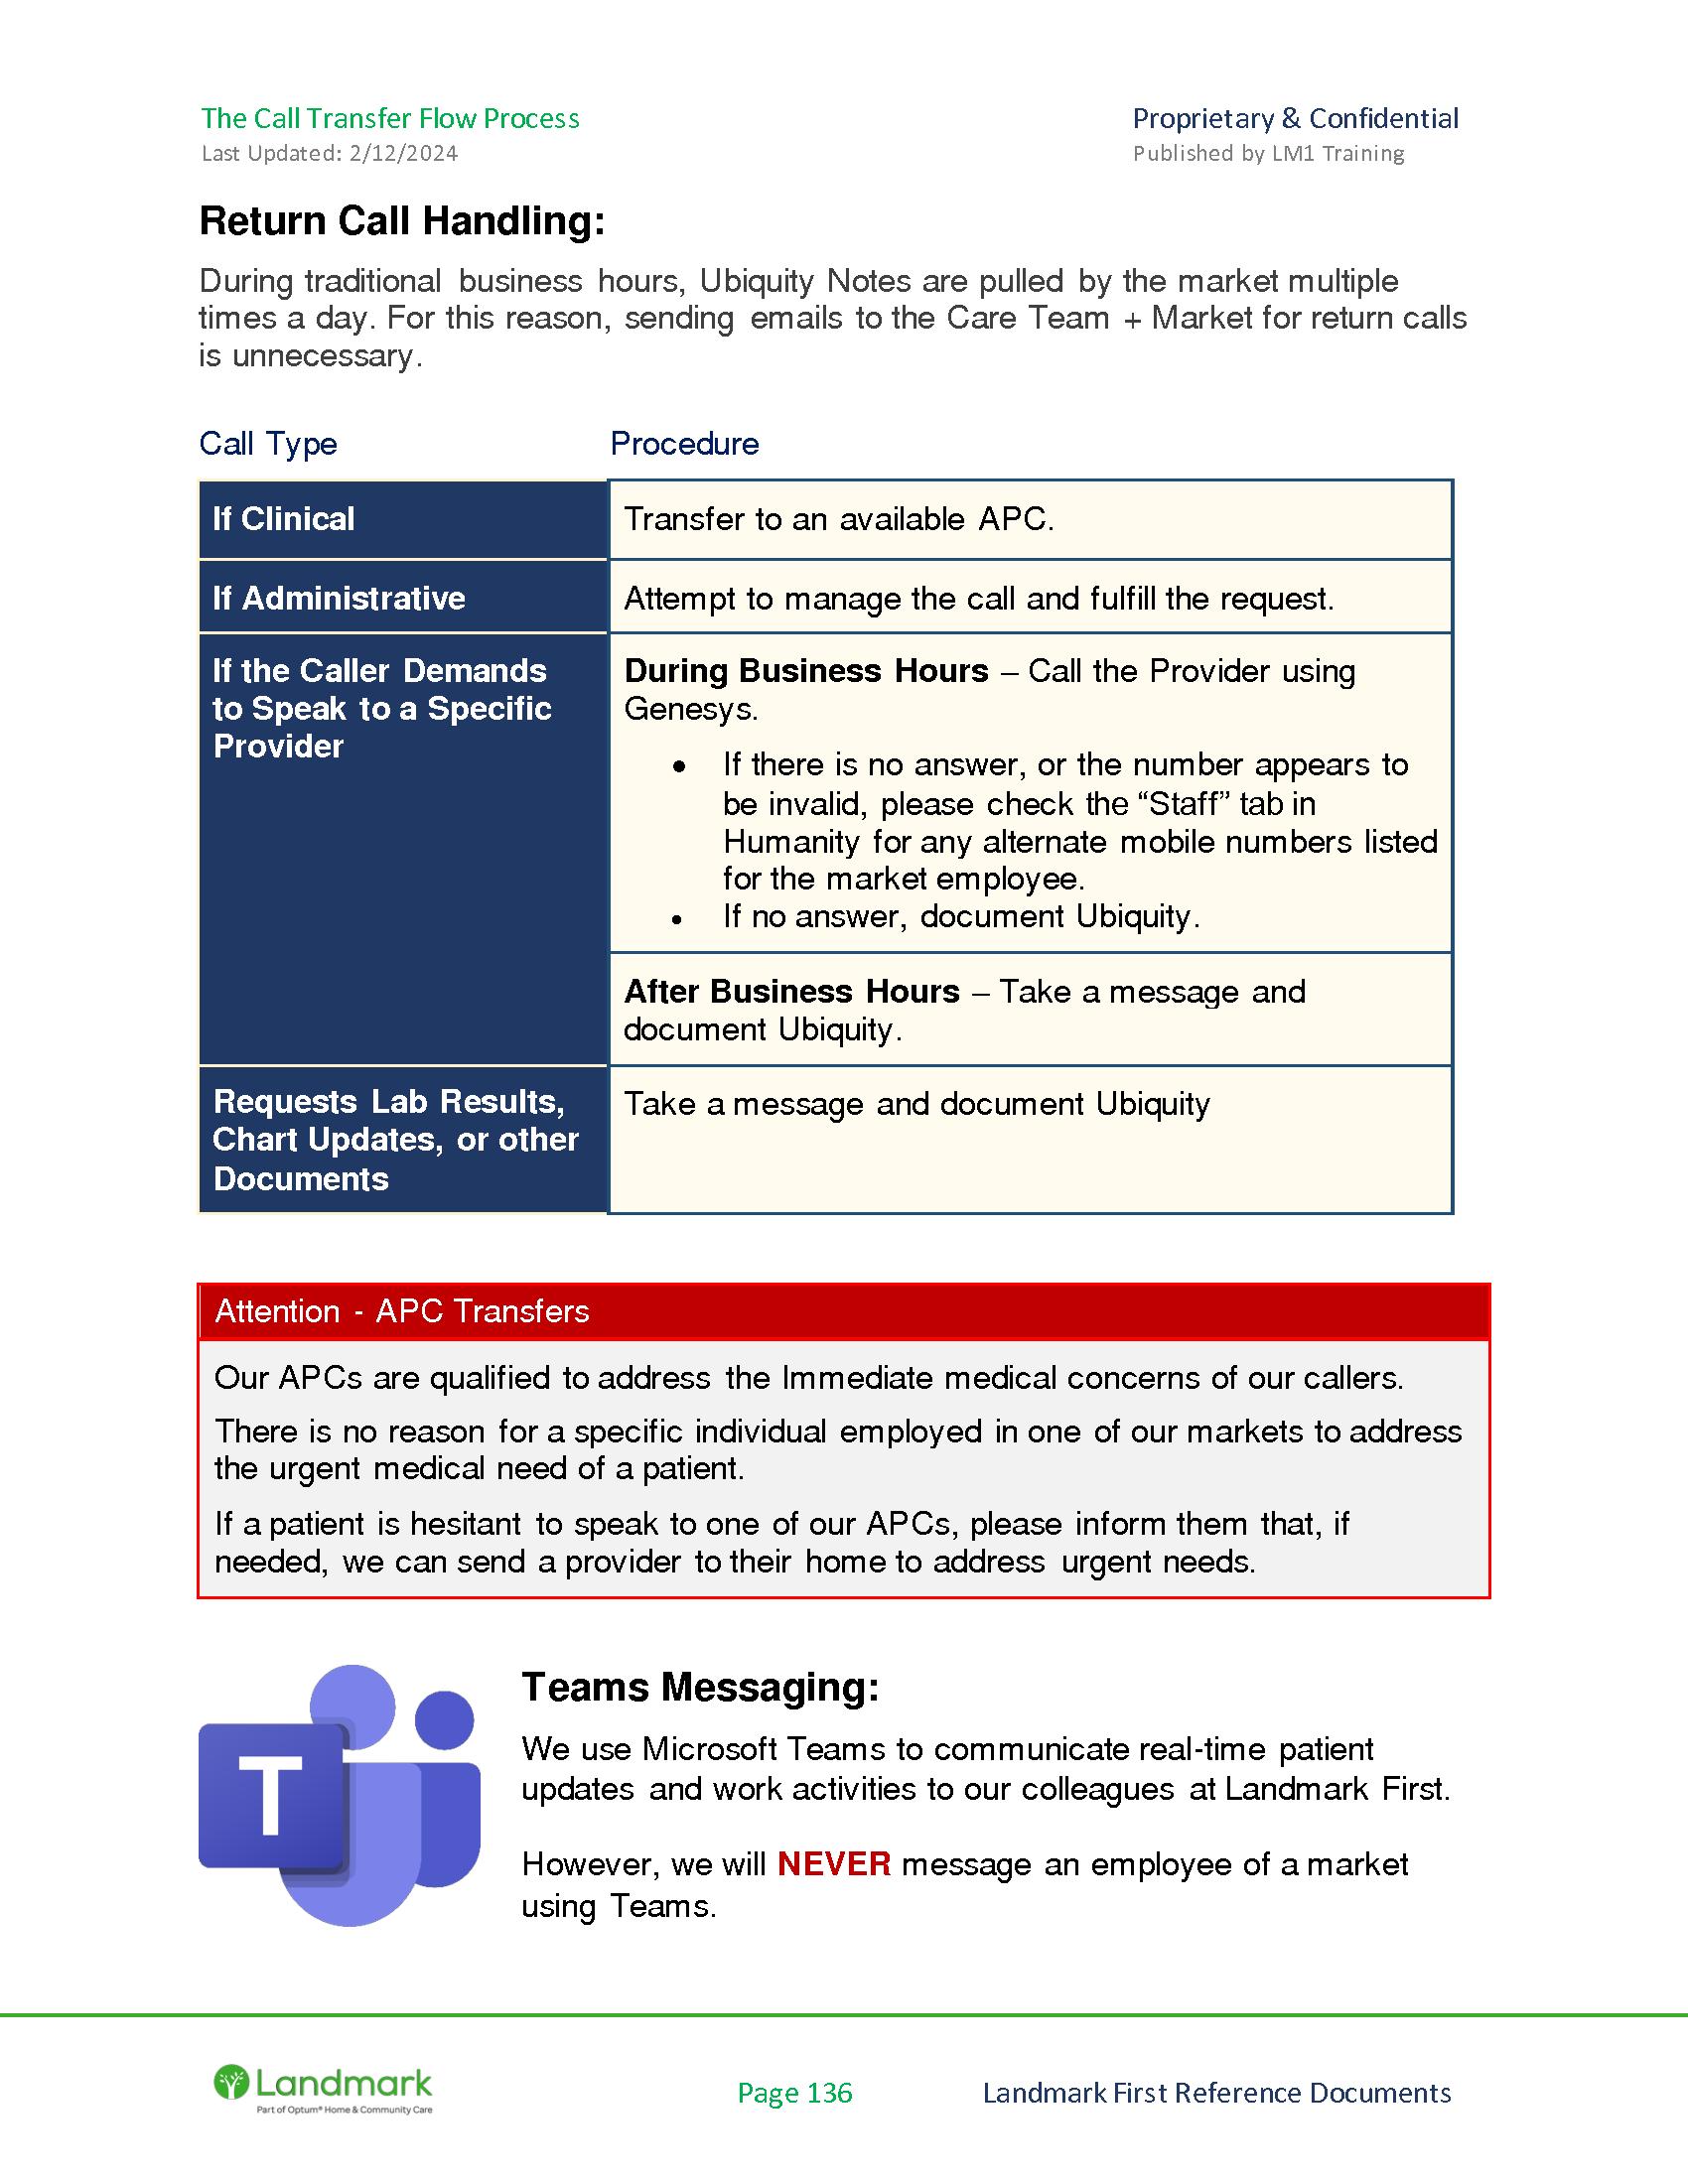 The Call Transfer Flow Process
Proprietary & Confidential
Last Updated: 2/12/2024
Published by LM1 Training
Return Call Handling:
During traditional business hours, Ubiquity Notes are pulled by the market multiple
times a day. For this reason, sending emails to the Care Team + Market for return calls
is unnecessary.
Call Type
Procedure
If Clinical
Transfer to an available APC.
If Administrative
Attempt to manage the call and fulfill the request.
If the Caller Demands
to Speak to a Specific
Provider
During Business Hours – Call the Provider using
Genesys.
• If there is no answer, or the number appears to
be invalid, please check the “Staff” tab in
Humanity for any alternate mobile numbers listed
for the market employee.
• If no answer, document Ubiquity.
After Business Hours – Take a message and
document Ubiquity.
Requests Lab Results,
Chart Updates, or other
Documents
Take a message and document Ubiquity
Attention - APC Transfers
Our APCs are qualified to address the Immediate medical concerns of our callers.
There is no reason for a specific individual employed in one of our markets to address
the urgent medical need of a patient.
If a patient is hesitant to speak to one of our APCs, please inform them that, if
needed, we can send a provider to their home to address urgent needs.
T
Teams Messaging:
We use Microsoft Teams to communicate real-time patient
updates and work activities to our colleagues at Landmark First.
However, we will NEVER message an employee of a market
using Teams.
Landmark
Part of Optum® Home & Community Care
Page 136
Landmark First Reference Documents